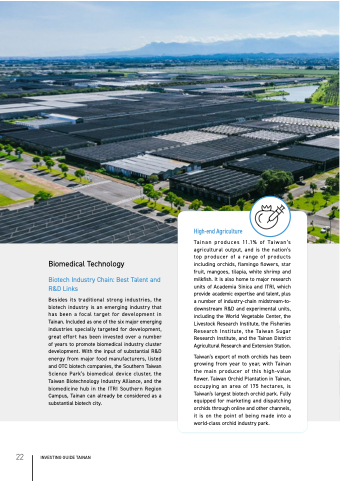 Biomedical Technology
Biotech Industry Chain: Best Talent and
R&D Links
Besides its traditional strong industries, the
biotech industry is an emerging industry that
has been a focal target for development in
Tainan. Included as one of the six major emerging
industries specially targeted for development,
great effort has been invested over a number
of years to promote biomedical industry cluster
development. With the input of substantial R&D
energy from major food manufacturers, listed
and OTC biotech companies, the Southern Taiwan
Science Park's biomedical device cluster, the
Taiwan Biotechnology Industry Alliance, and the
biomedicine hub in the ITRI Southern Region
Campus, Tainan can already be considered as a
substantial biotech city.
High-end Agriculture
Tainan produces 11.1% of Taiwan's
agricultural output, and is the nation's
top producer of a range of products
including orchids, flamingo flowers, star
fruit, mangoes, tilapia, white shrimp and
milkfish. It is also home to major research
units of Academia Sinica and ITRI, which
provide academic expertise and talent, plus
a number of industry-chain midstream-to-
downstream R&D and experimental units,
including the World Vegetable Center, the
Livestock Research Institute, the Fisheries
Research Institute, the Taiwan Sugar
Research Institute, and the Tainan District
Agricultural Research and Extension Station.
Taiwan's export of moth orchids has been
growing from year to year, with Tainan
the main producer of this high-value
flower. Taiwan Orchid Plantation in Tainan,
occupying an area of 175 hectares, is
Taiwan's largest biotech orchid park. Fully
equipped for marketing and dispatching
orchids through online and other channels,
it is on the point of being made into a
world-class orchid industry park.
22
INVESTING GUIDE TAINAN